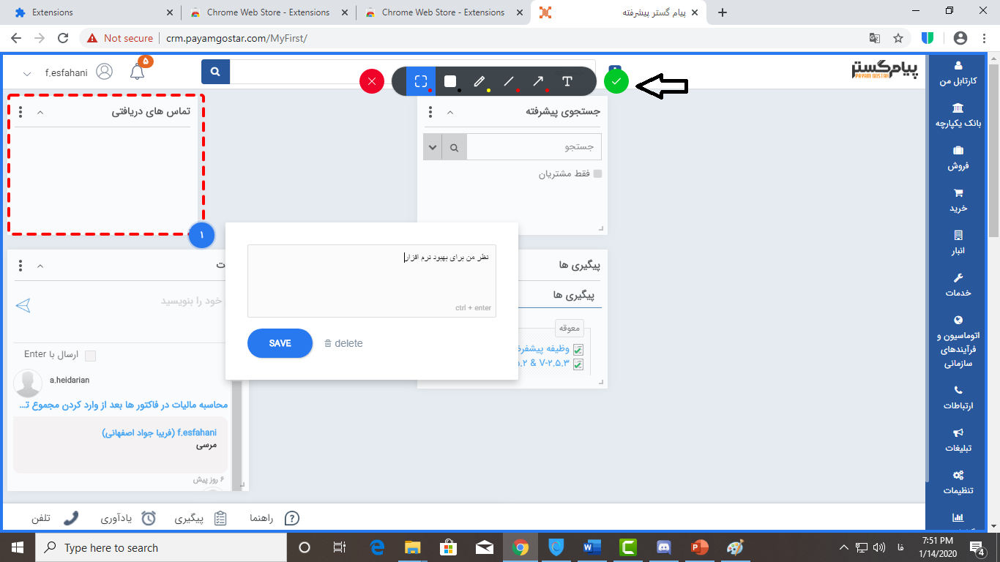 Extensions
Chrome Web Store - Extensions
Chrome Web Store - Extensions
پیام گستر پیشرفته
Not secure
crm.payamgostar.com/MyFirst/
f.esfahani
۵
پیام‌گستر
PAYAM GOSTAR
T
کارتابل من
بانک یکپارچه
فروش
خرید
انبار
خدمات
اتوماسیون و
فرآیندهای
سازمانی
ارتباطات
تبلیغات
تنظیمات
تماس های دریافتی
۱
جستجوی پیشرفته
جستجو
فقط مشتریان
نظر من برای بهبود نرم افزار
ctrl + enter
SAVE
delete
پیگیری ها
پیگیری ها
معوقه
وظیفه پیشفرض
۵.۲ & V-۲.۵.۳
ت
خود را بنویسید
ارسال با Enter
a.heidarian
محاسبه مالیات در فاکتور ها بعد از وارد کردن مجموع ت...
f.esfahani (فریبا جواد اصفهانی)
مرسی
۶ روز پیش
تلفن
یادآوری
پیگیری
راهنما
Type here to search
فا
7:51 PM
1/14/2020
4